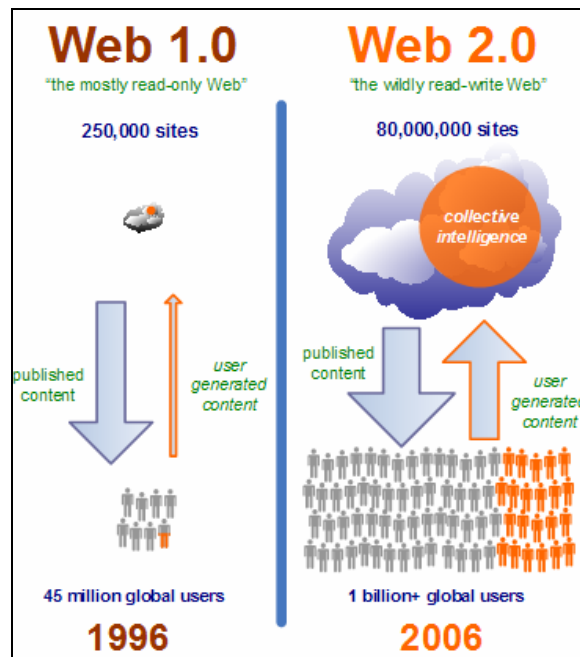 Web 1.0
"the mostly read-only Web"
250,000 sites
published
content
user
generated
content
45 million global users
1996
Web 2.0
"the wildly read-write Web"
80,000,000 sites
collective
intelligence
published
content
user
generated
content
1 billion+ global users
2006